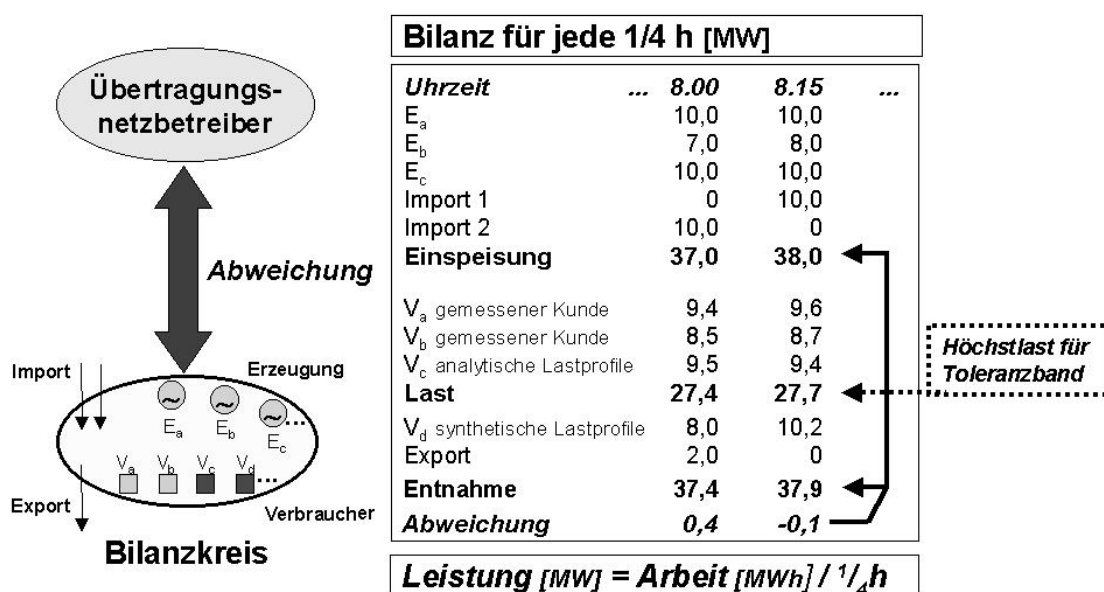 Übertragungs-
netzbetreiber
Abweichung
Import
Erzeugung
~ ~ ~
E_a E_b E_c ...
V_a V_b V_c V_d ...
Export
Verbraucher
Bilanzkreis
Bilanz für jede 1/4 h [MW]
Uhrzeit ... 8.00 8.15 ...
E_a 10,0 10,0
E_b 7,0 8,0
E_c 10,0 10,0
Import 1 0 10,0
Import 2 10,0 0
Einspeisung 37,0 38,0
V_a gemessener Kunde 9,4 9,6
V_b gemessener Kunde 8,5 8,7
V_c analytische Lastprofile 9,5 9,4
Last 27,4 27,7
V_d synthetische Lastprofile 8,0 10,2
Export 2,0 0
Entnahme 37,4 37,9
Abweichung 0,4 -0,1
Höchstlast für
Toleranzband
Leistung [MW] = Arbeit [MWh] / 1/4h